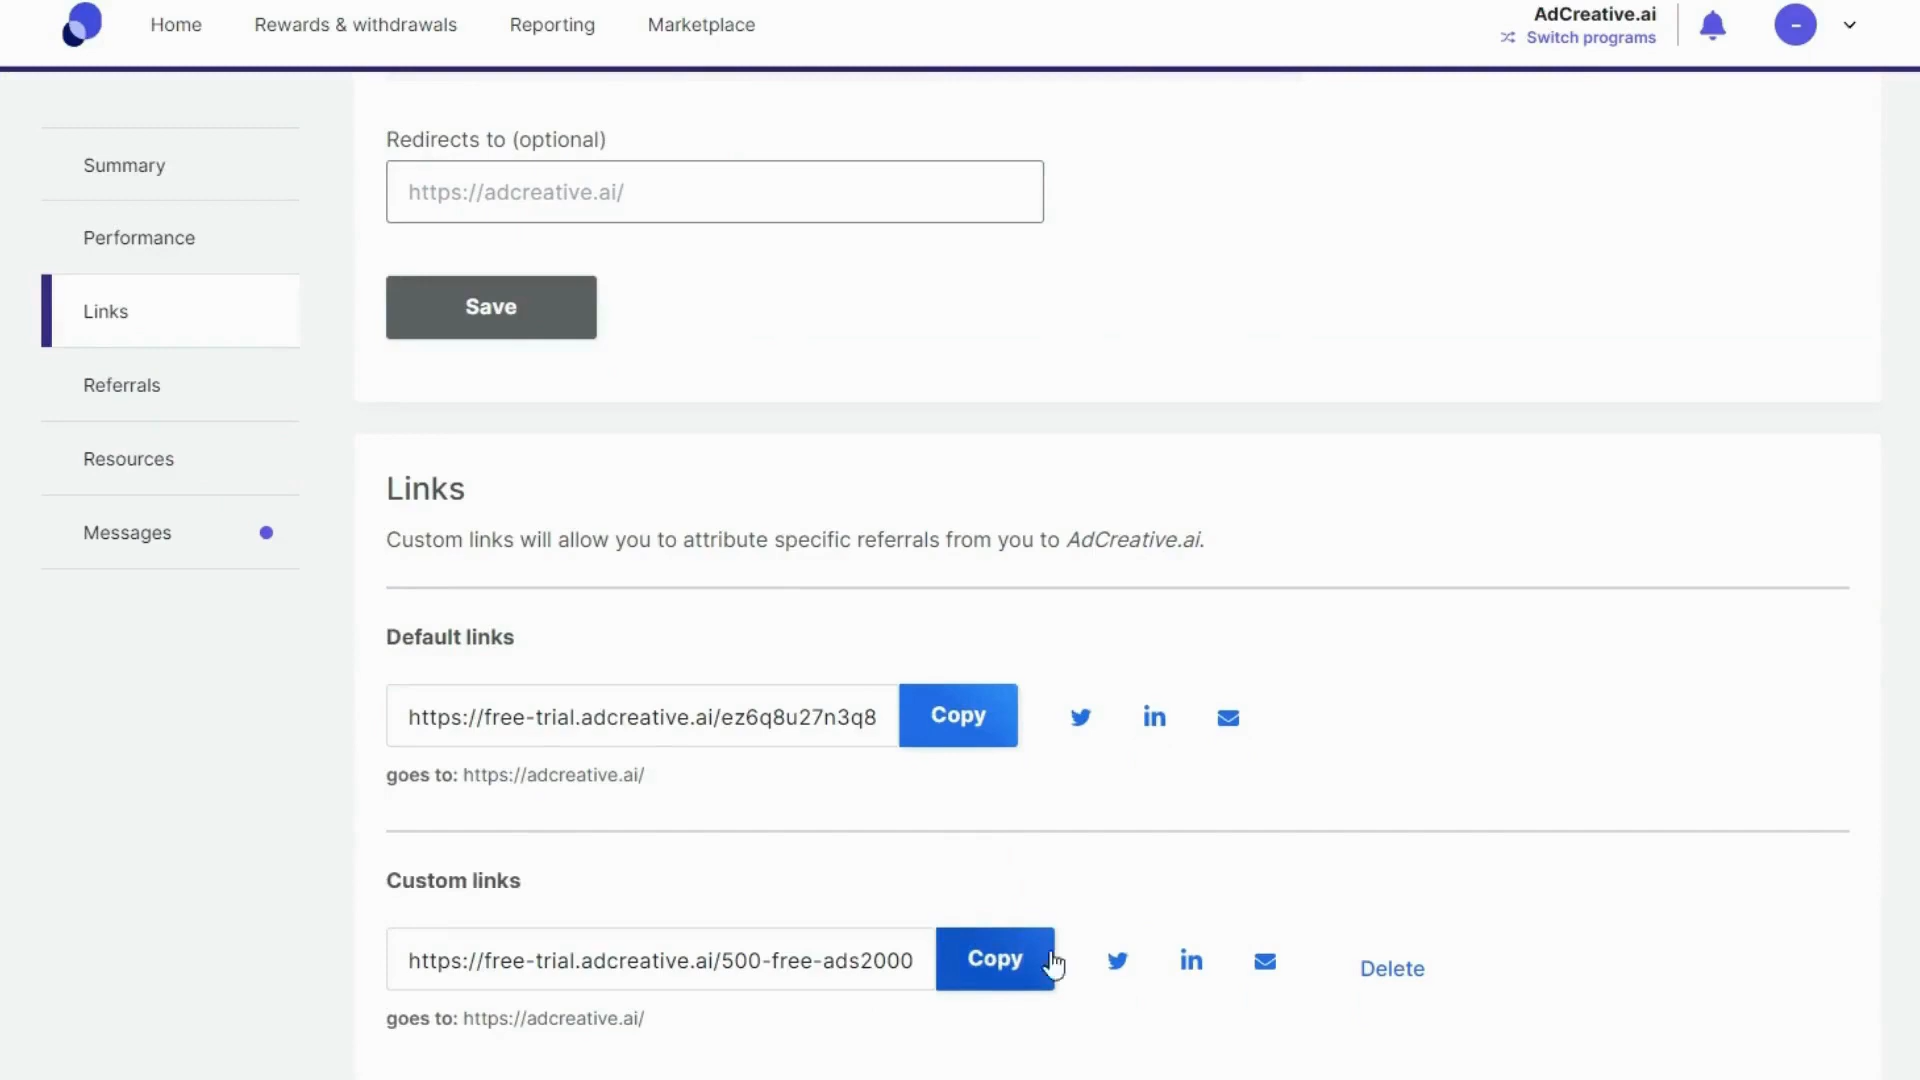 Home
Rewards & withdrawals
Reporting
Marketplace
AdCreative.ai
Switch programs
-
Summary
Performance
Links
Referrals
Resources
Messages
Redirects to (optional)
https://adcreative.ai/
Save
Links
Custom links will allow you to attribute specific referrals from you to AdCreative.ai.
Default links
https://free-trial.adcreative.ai/ez6q8u27n3q8
Copy
in
goes to: https://adcreative.ai/
Custom links
https://free-trial.adcreative.ai/500-free-ads2000
Copy
in
Delete
goes to: https://adcreative.ai/